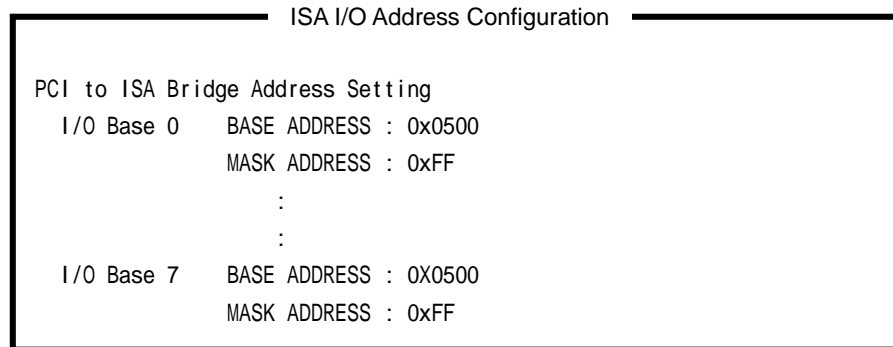 ISA I/O Address Configuration
PCI to ISA Bridge Address Setting
I/O Base 0 BASE ADDRESS : 0x0500
MASK ADDRESS : 0xFF
:
:
I/O Base 7 BASE ADDRESS : 0X0500
MASK ADDRESS : 0xFF